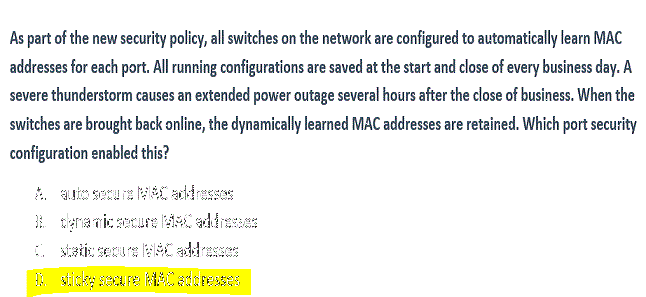 As part of the new security policy, all switches on the network are configured to automatically learn MAC
addresses for each port. All running configurations are saved at the start and close of every business day. A
severe thunderstorm causes an extended power outage several hours after the close of business. When the
switches are brought back online, the dynamically learned MAC addresses are retained. Which port security
configuration enabled this?
A. auto secure MAC addresses
B. dynamic secure MAC addresses
C. static secure MAC addresses
D. sticky secure MAC addresses